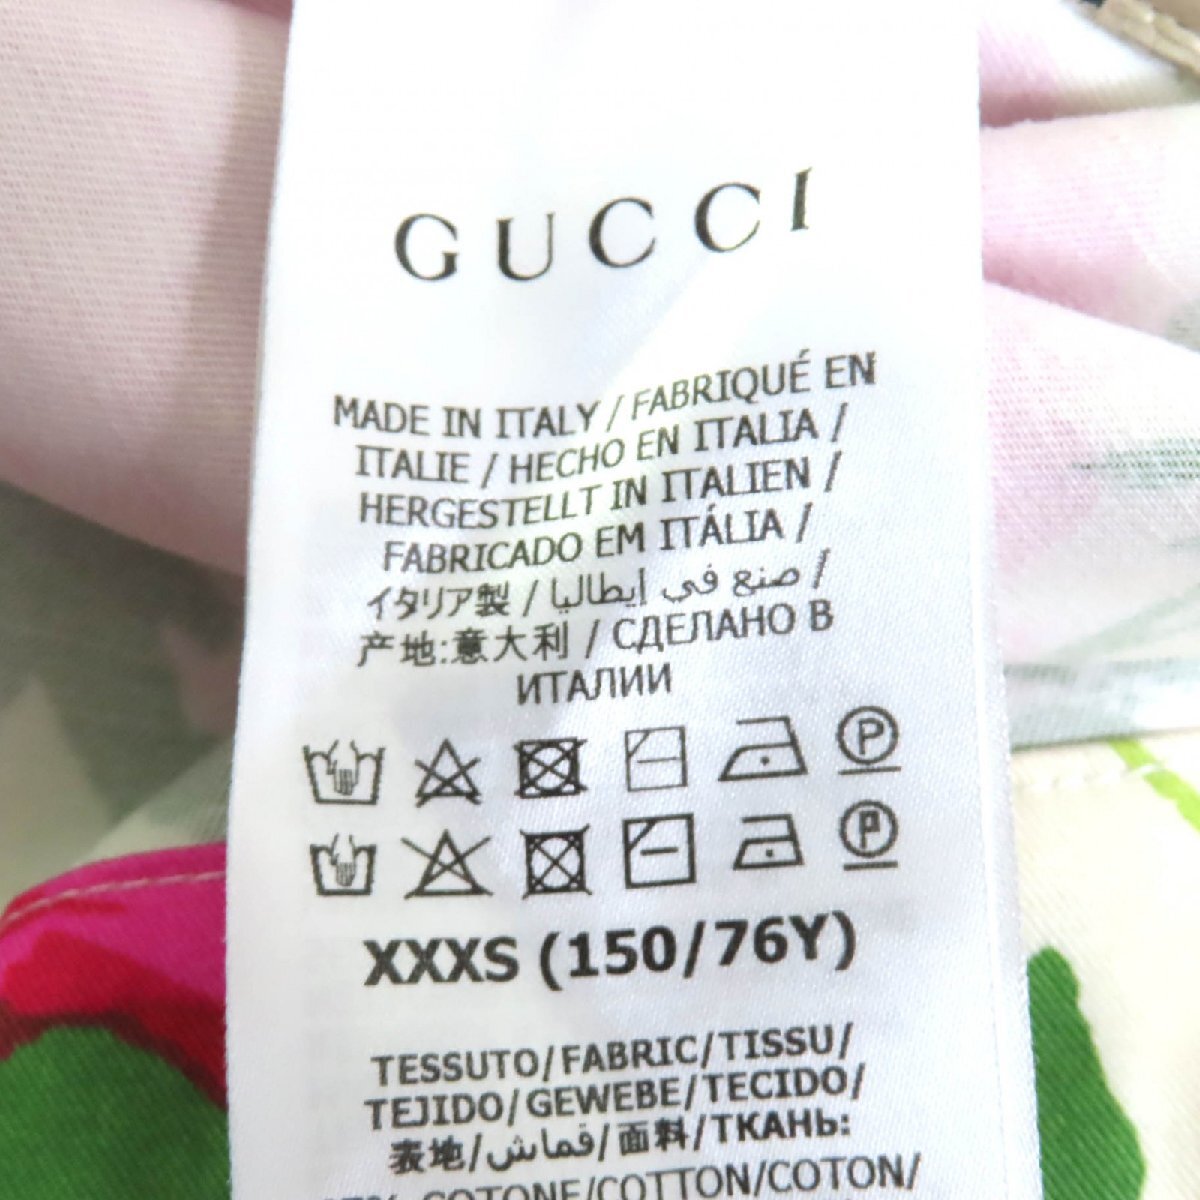 GUCCI
MADE IN ITALY / FABRIQUÉ EN
ITALIE / HECHO EN ITALIA /
HERGESTELLT IN ITALIEN /
FABRICADO EM ITÁLIA /
イタリア製 / صنع في إيطاليا /
产地:意大利 / СДЕЛАНО В
ИТАЛИИ
P
P
XXXS (150/76Y)
TESSUTO/FABRIC/TISSU/
TEJIDO/GEWEBE/TECIDO/
表地/قماش/面料/ТКАНЬ:
COTONE/COTTON/COTON/